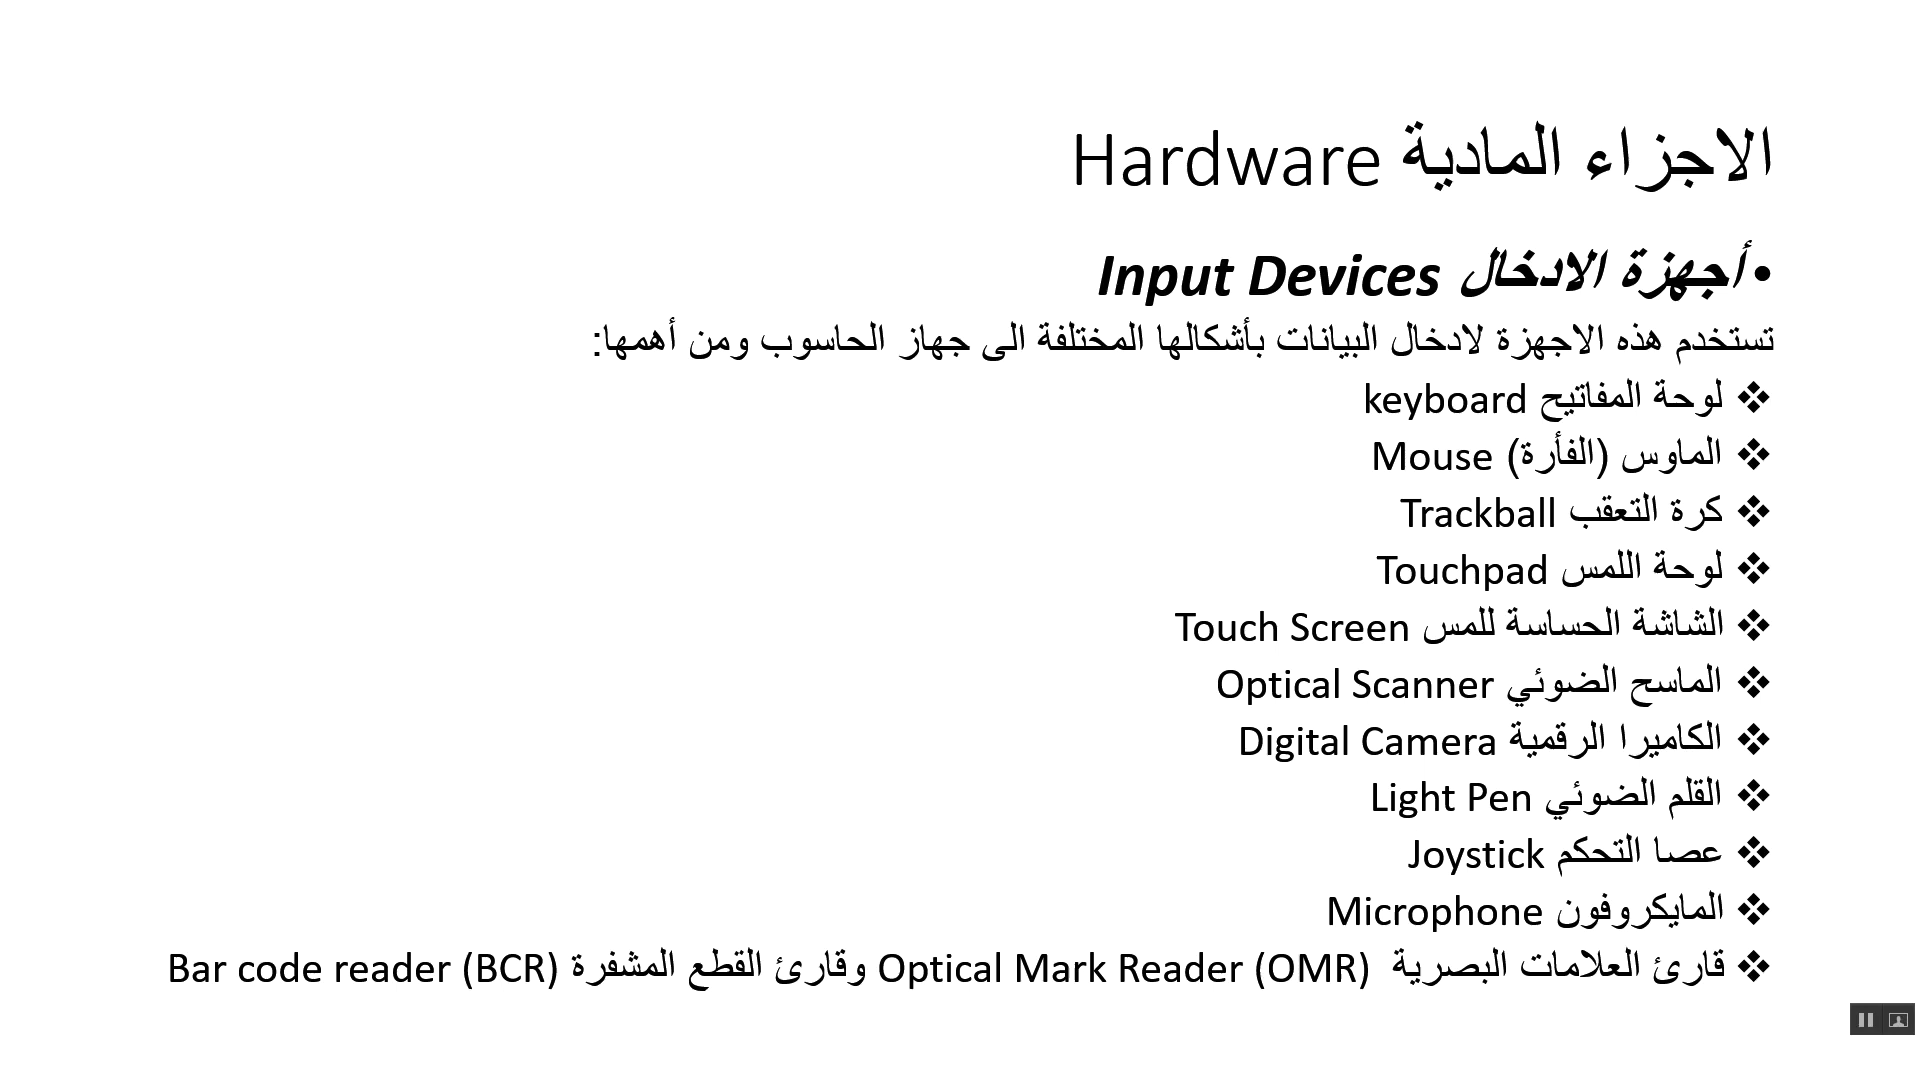 الاجزاء المادية Hardware
•أجهزة الادخال Input Devices
تستخدم هذه الاجهزة لادخال البيانات بأشكالها المختلفة الى جهاز الحاسوب ومن أهمها:
❖ لوحة المفاتيح keyboard
❖ الماوس (الفأرة) Mouse
❖ كرة التعقب Trackball
❖ لوحة اللمس Touchpad
❖ الشاشة الحساسة للمس Touch Screen
❖ الماسح الضوئي Optical Scanner
❖ الكاميرا الرقمية Digital Camera
❖ القلم الضوئي Light Pen
❖ عصا التحكم Joystick
❖ المايكروفون Microphone
❖ قارئ العلامات البصرية Optical Mark Reader (OMR) وقارئ القطع المشفرة Bar code reader (BCR)